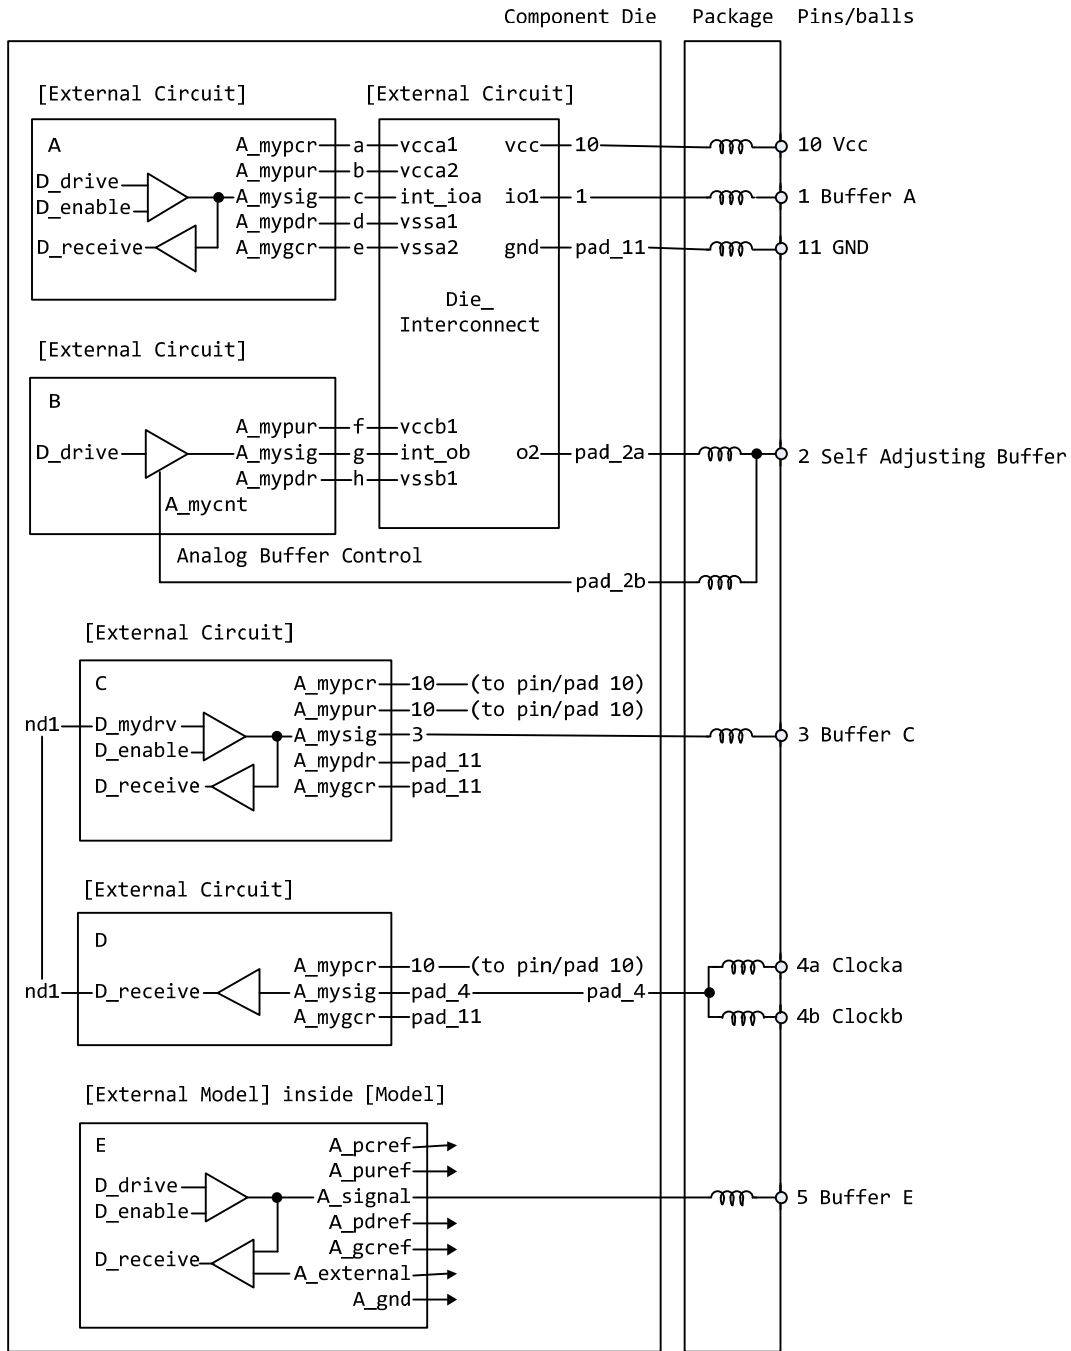 Component Die Package Pins/balls
[External Circuit] [External Circuit]
A A_mypcr a vcca1 vcc 10 10 Vcc
A_mypur b vcca2
D_drive
A_mysig c int_ioa io1 1 1 Buffer A
D_enable
A_mypdr d vssa1
D_receive A_mygcr e vssa2 gnd pad_11 11 GND
Die_
Interconnect
[External Circuit]
B
A_mypur f vccb1
D_drive A_mysig g int_ob o2 pad_2a 2 Self Adjusting Buffer
A_mypdr h vssb1
A_mycnt
Analog Buffer Control
pad_2b
[External Circuit]
C A_mypcr 10 (to pin/pad 10)
A_mypur 10 (to pin/pad 10)
nd1 D_mydrv
A_mysig 3 3 Buffer C
D_enable
A_mypdr pad_11
D_receive A_mygcr pad_11
[External Circuit]
D
A_mypcr 10 (to pin/pad 10) 4a Clocka
nd1 D_receive A_mysig pad_4 pad_4
A_mygcr pad_11 4b Clockb
[External Model] inside [Model]
E A_pcref
A_puref
D_drive
A_signal 5 Buffer E
D_enable
A_pdref
A_gcref
D_receive
A_external
A_gnd